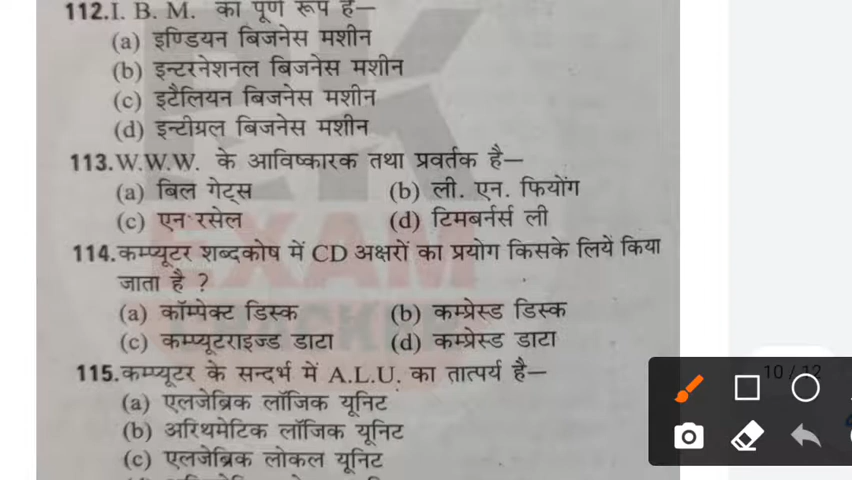 112.I. B. M. का पूर्ण रूप है—
(a) इण्डियन बिजनेस मशीन
(b) इन्टरनेशनल बिजनेस मशीन
(c) इटैलियन बिजनेस मशीन
(d) इन्टीग्रल बिजनेस मशीन
113.W.W.W. के आविष्कारक तथा प्रवर्तक है—
(a) बिल गेट्स (b) ली. एन. फियोंग
(c) एन रसेल (d) टिमबर्नर्स ली
114.कम्प्यूटर शब्दकोष में CD अक्षरों का प्रयोग किसके लियें किया
जाता है ?
(a) कॉम्पेक्ट डिस्क (b) कम्प्रेस्ड डिस्क
(c) कम्प्यूटराइज्ड डाटा (d) कम्प्रेस्ड डाटा
115.कम्प्यूटर के सन्दर्भ में A.L.U. का तात्पर्य है—
(a) एलजेब्रिक लॉजिक यूनिट
(b) अरिथमेटिक लॉजिक यूनिट
(c) एलजेब्रिक लोकल यूनिट
EXAM
10 / 12